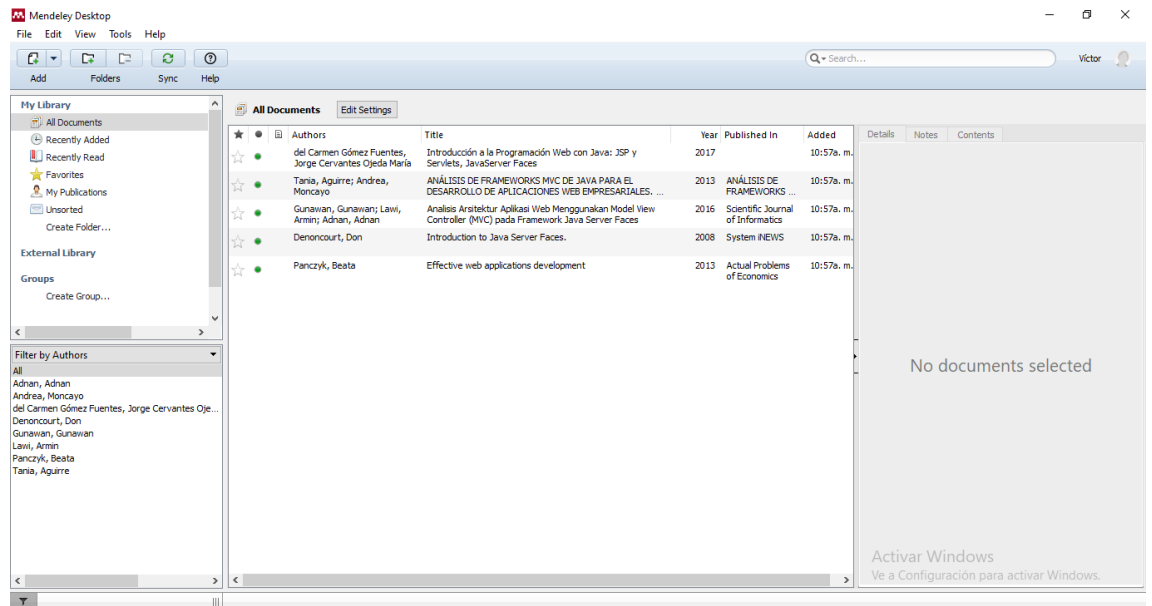 Mendeley Desktop
File Edit View Tools Help
Search...
Víctor
Add Folders Sync Help
My Library
All Documents
Recently Added
Recently Read
Favorites
My Publications
Unsorted
Create Folder...
External Library
Groups
Create Group...
Filter by Authors
All
Adnan, Adnan
Andrea, Moncayo
del Carmen Gómez Fuentes, Jorge Cervantes Oje...
Denoncourt, Don
Gunawan, Gunawan
Lawi, Armin
Panczyk, Beata
Tania, Aguirre
All Documents Edit Settings
Authors Title Year Published In Added
del Carmen Gómez Fuentes, Introducción a la Programación Web con Java: JSP y 2017 10:57a. m.
Jorge Cervantes Ojeda María Servlets, JavaServer Faces
Tania, Aguirre; Andrea, ANÁLISIS DE FRAMEWORKS MVC DE JAVA PARA EL 2013 ANÁLISIS DE 10:57a. m.
Moncayo DESARROLLO DE APLICACIONES WEB EMPRESARIALES. ... FRAMEWORKS ...
Gunawan, Gunawan; Lawi, Analisis Arsitektur Aplikasi Web Menggunakan Model View 2016 Scientific Journal 10:57a. m.
Armin; Adnan, Adnan Controller (MVC) pada Framework Java Server Faces of Informatics
Denoncourt, Don Introduction to Java Server Faces. 2008 System iNEWS 10:57a. m.
Panczyk, Beata Effective web applications development 2013 Actual Problems 10:57a. m.
of Economics
Details Notes Contents
No documents selected
Activar Windows
Ve a Configuración para activar Windows.